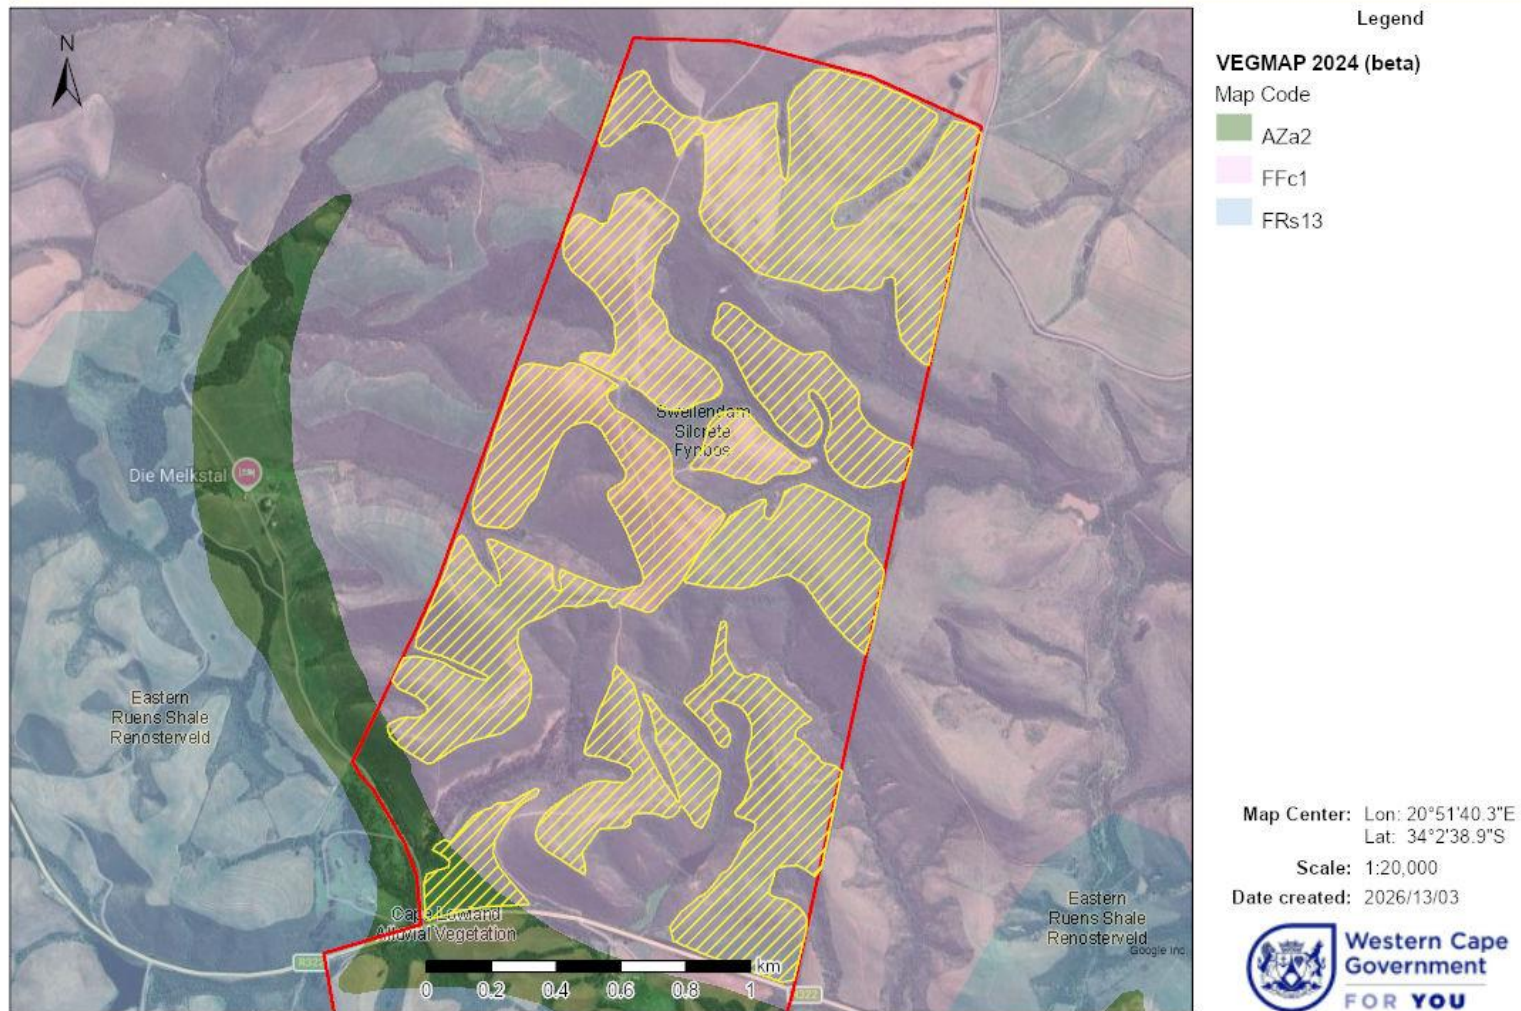 N
Swellendam
Silcrete
Fynbos
Die Melkstal
Eastern
Ruens Shale
Renosterveld
Cape Lowland
Alluvial Vegetation
R322
km
0 0.2 0.4 0.6 0.8 1
R322
Eastern
Ruens Shale
Renosterveld
Google Inc.
Legend
VEGMAP 2024 (beta)
Map Code
AZa2
FFc1
FRs13
Map Center: Lon: 20°51'40.3"E
Lat: 34°2'38.9"S
Scale: 1:20,000
Date created: 2026/13/03
Western Cape
Government
FOR YOU